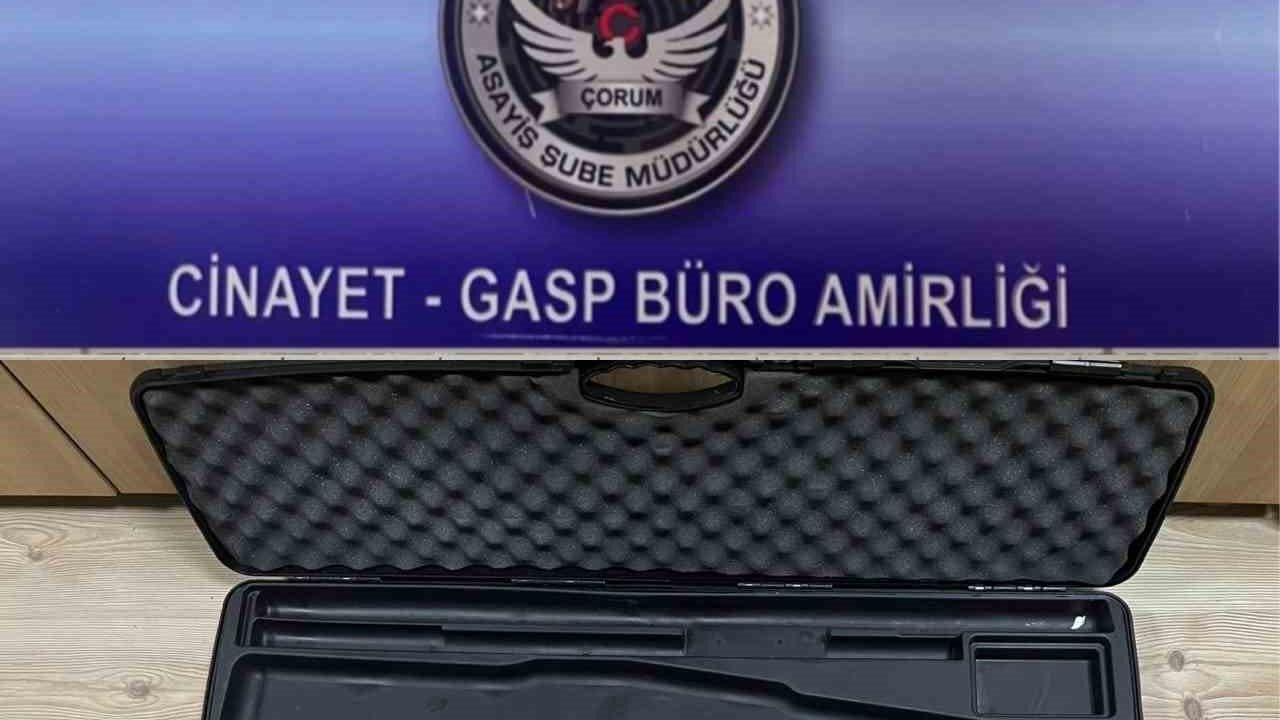 ÇORUM
ASAYİŞ ŞUBE MÜDÜRLÜĞÜ
CİNAYET - GASP BÜRO AMİRLİĞİ